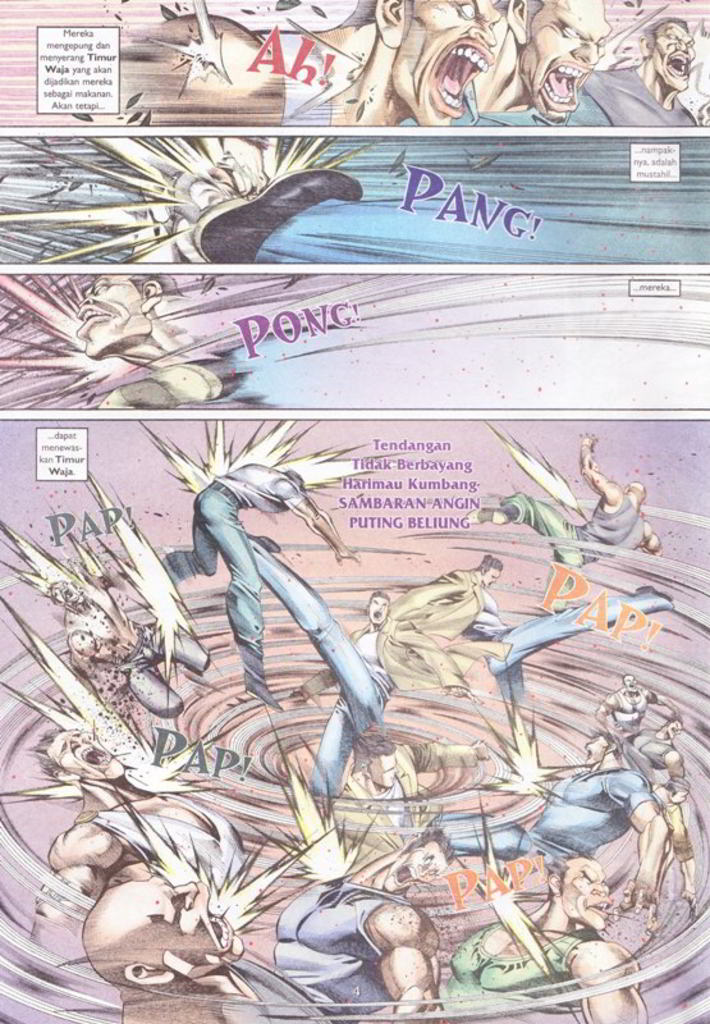 Mereka
mengepung dan
menyerang Timur
Waja yang akan
dijadikan mereka
sebagai makanan.
Akan tetapi...
Ah!
...nampak-
nya, adalah
mustahil...
PANG!
...mereka...
PONG!
...dapat
menewas-
kan Timur
Waja.
Tendangan
Tidak Berbayang
Harimau Kumbang-
SAMBARAN ANGIN
PUTING BELIUNG
PAP!
PAP!
PAP!
PAP!
4